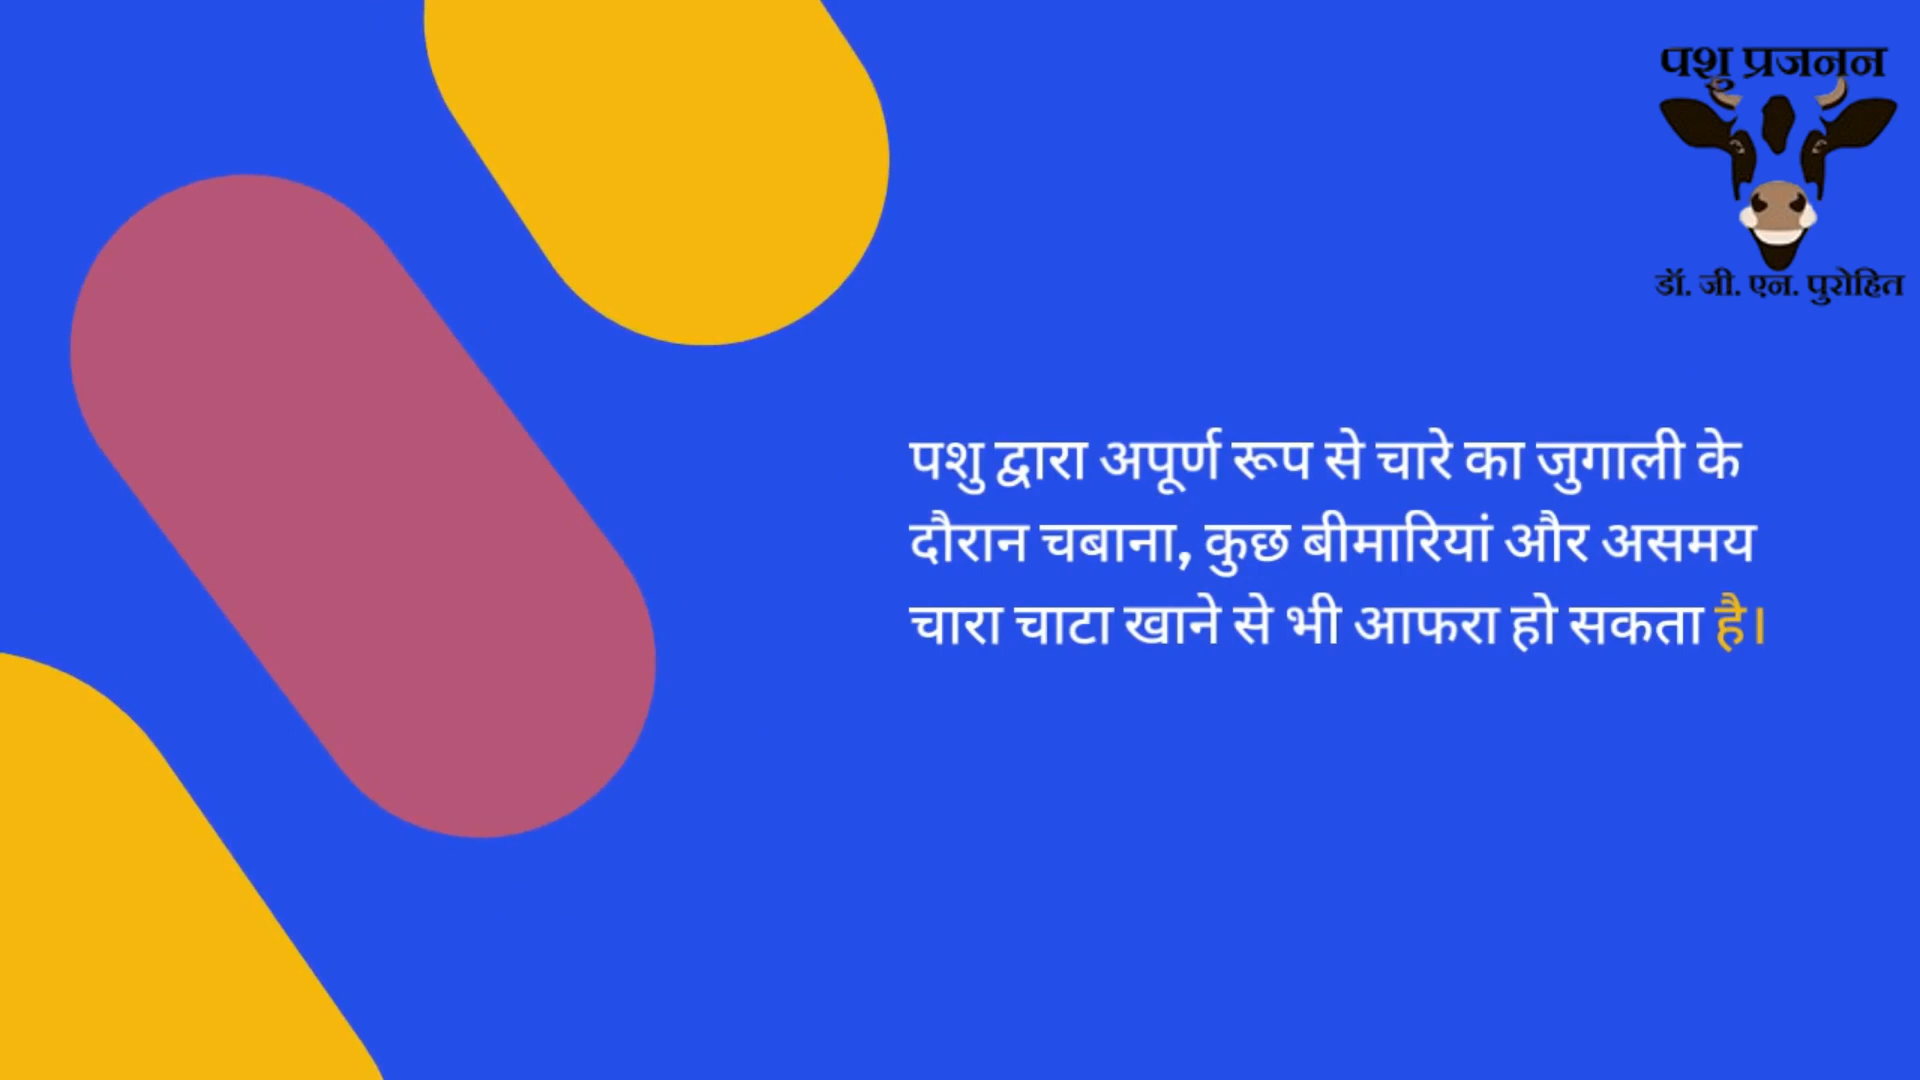 पशु प्रजनन
डॉ. जी. एन. पुरोहित
पशु द्वारा अपूर्ण रूप से चारे का जुगाली के
दौरान चबाना, कुछ बीमारियां और असमय
चारा चाटा खाने से भी आफरा हो सकता है।